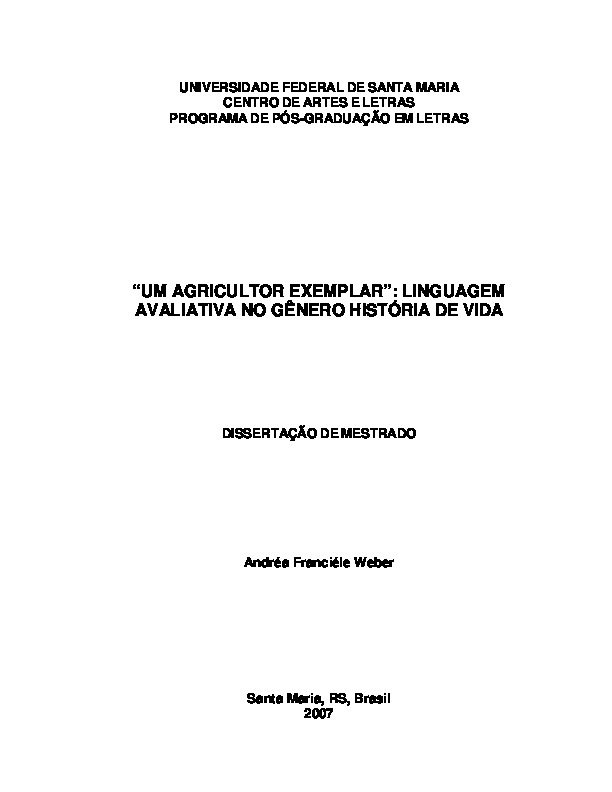 UNIVERSIDADE FEDERAL DE SANTA MARIA
CENTRO DE ARTES E LETRAS
PROGRAMA DE PÓS-GRADUAÇÃO EM LETRAS
“UM AGRICULTOR EXEMPLAR”: LINGUAGEM
AVALIATIVA NO GÊNERO HISTÓRIA DE VIDA
DISSERTAÇÃO DE MESTRADO
Andréa Franciéle Weber
Santa Maria, RS, Brasil
2007